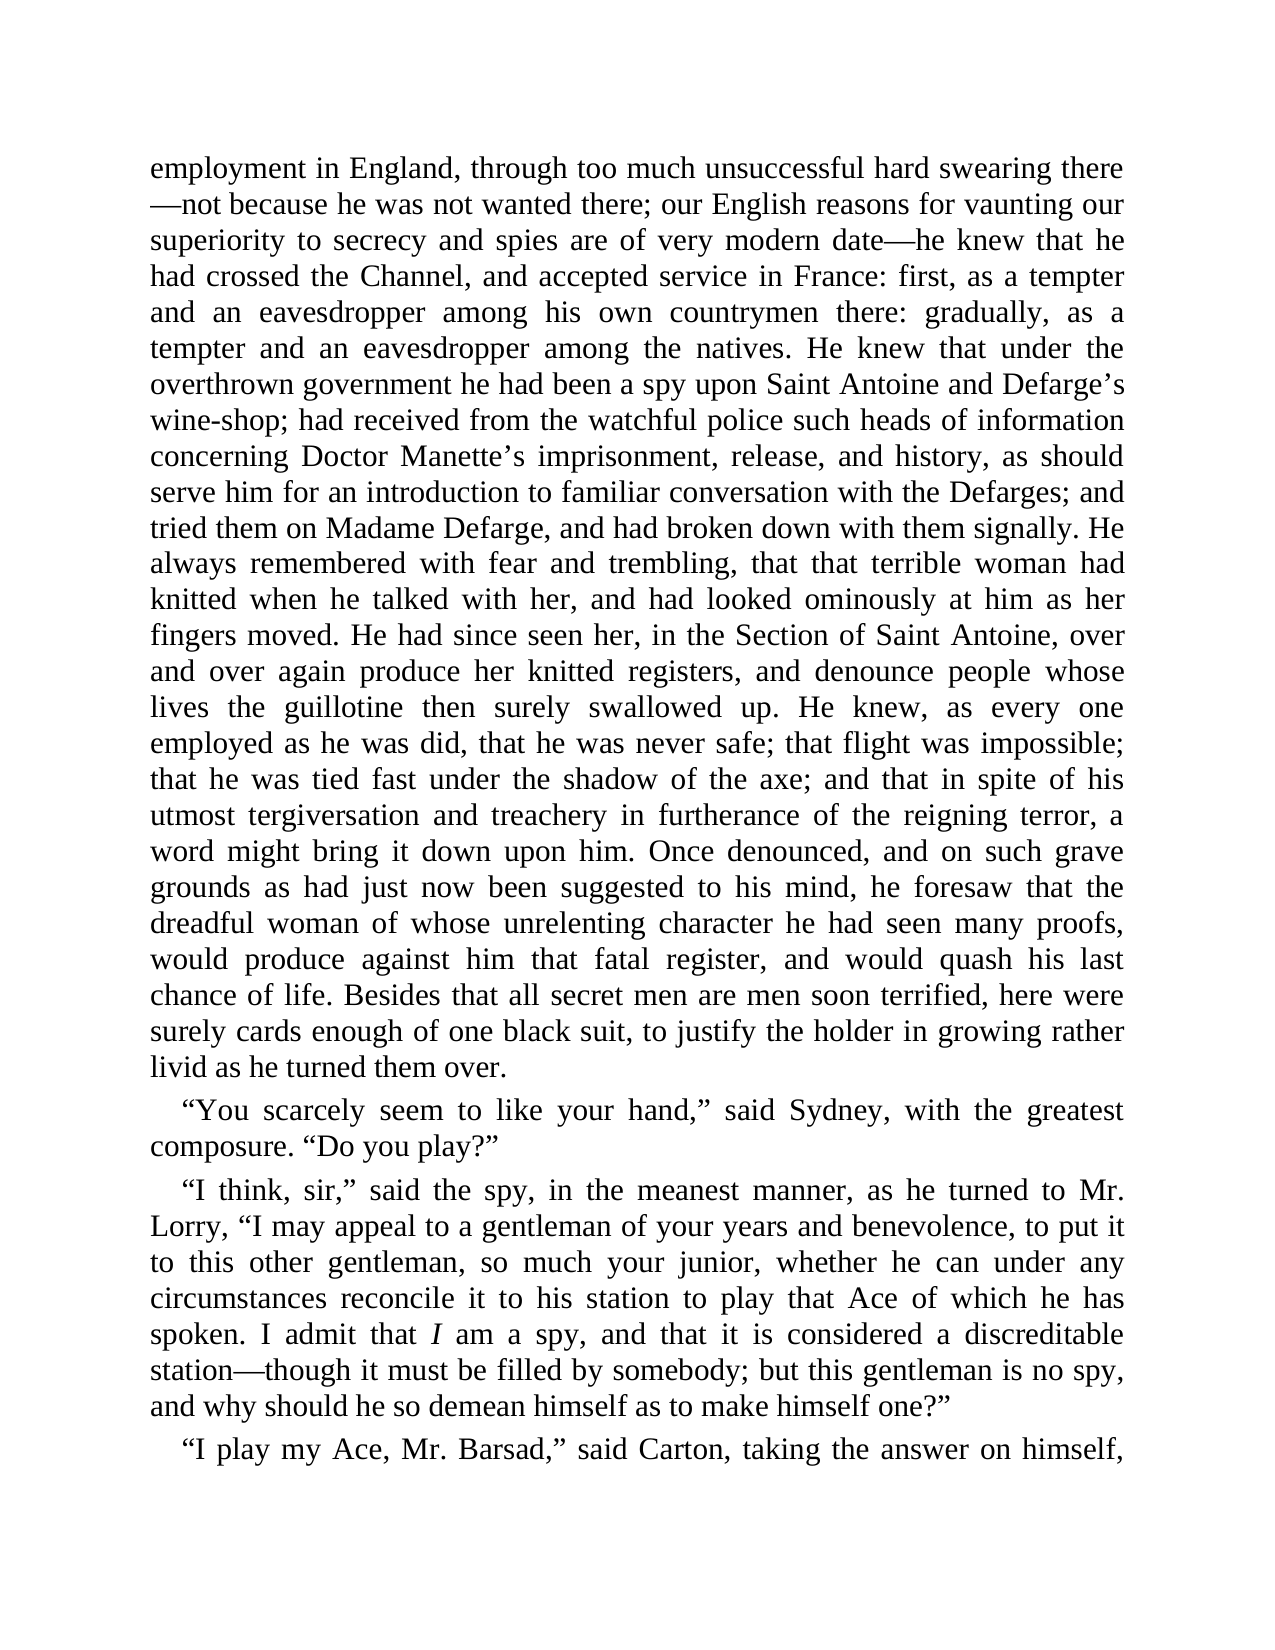 employment in England, through too much unsuccessful hard swearing there
—not because he was not wanted there; our English reasons for vaunting our
superiority to secrecy and spies are of very modern date—he knew that he
had crossed the Channel, and accepted service in France: first, as a tempter
and an eavesdropper among his own countrymen there: gradually, as a
tempter and an eavesdropper among the natives. He knew that under the
overthrown government he had been a spy upon Saint Antoine and Defarge’s
wine-shop; had received from the watchful police such heads of information
concerning Doctor Manette’s imprisonment, release, and history, as should
serve him for an introduction to familiar conversation with the Defarges; and
tried them on Madame Defarge, and had broken down with them signally. He
always remembered with fear and trembling, that that terrible woman had
knitted when he talked with her, and had looked ominously at him as her
fingers moved. He had since seen her, in the Section of Saint Antoine, over
and over again produce her knitted registers, and denounce people whose
lives the guillotine then surely swallowed up. He knew, as every one
employed as he was did, that he was never safe; that flight was impossible;
that he was tied fast under the shadow of the axe; and that in spite of his
utmost tergiversation and treachery in furtherance of the reigning terror, a
word might bring it down upon him. Once denounced, and on such grave
grounds as had just now been suggested to his mind, he foresaw that the
dreadful woman of whose unrelenting character he had seen many proofs,
would produce against him that fatal register, and would quash his last
chance of life. Besides that all secret men are men soon terrified, here were
surely cards enough of one black suit, to justify the holder in growing rather
livid as he turned them over.
“You scarcely seem to like your hand,” said Sydney, with the greatest
composure. “Do you play?”
“I think, sir,” said the spy, in the meanest manner, as he turned to Mr.
Lorry, “I may appeal to a gentleman of your years and benevolence, to put it
to this other gentleman, so much your junior, whether he can under any
circumstances reconcile it to his station to play that Ace of which he has
spoken. I admit that I am a spy, and that it is considered a discreditable
station—though it must be filled by somebody; but this gentleman is no spy,
and why should he so demean himself as to make himself one?”
“I play my Ace, Mr. Barsad,” said Carton, taking the answer on himself,